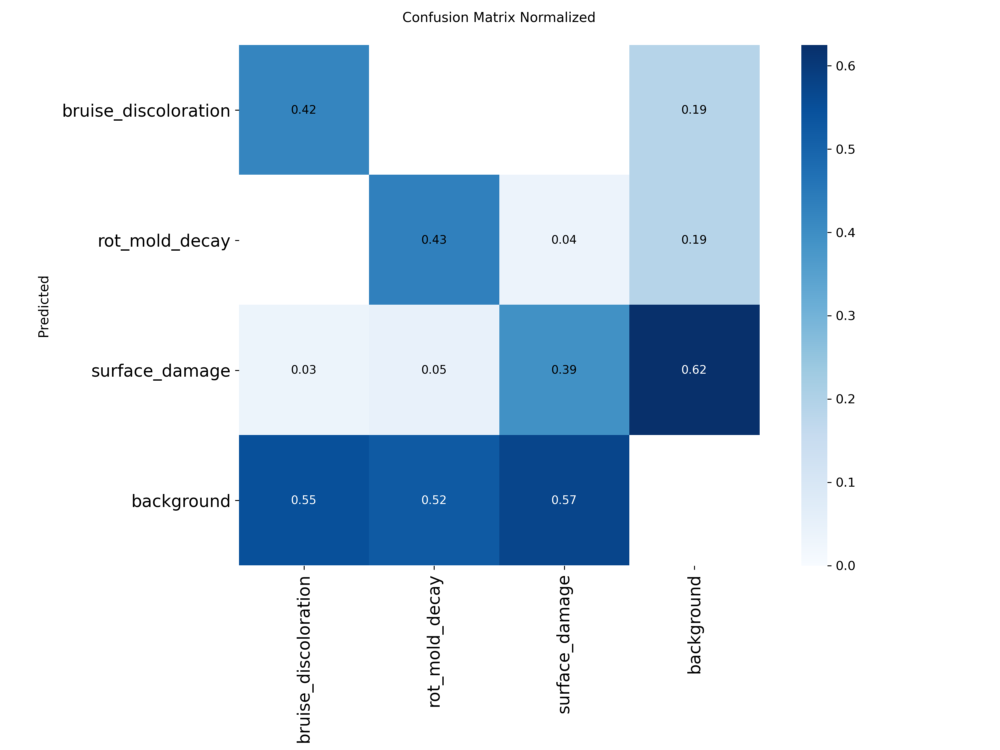 Confusion Matrix Normalized
bruise_discoloration
0.42
0.19
rot_mold_decay
0.43
0.04
0.19
surface_damage
0.03
0.05
0.39
0.62
background
0.55
0.52
0.57
Predicted
bruise_discoloration
rot_mold_decay
surface_damage
background
0.6
0.5
0.4
0.3
0.2
0.1
0.0